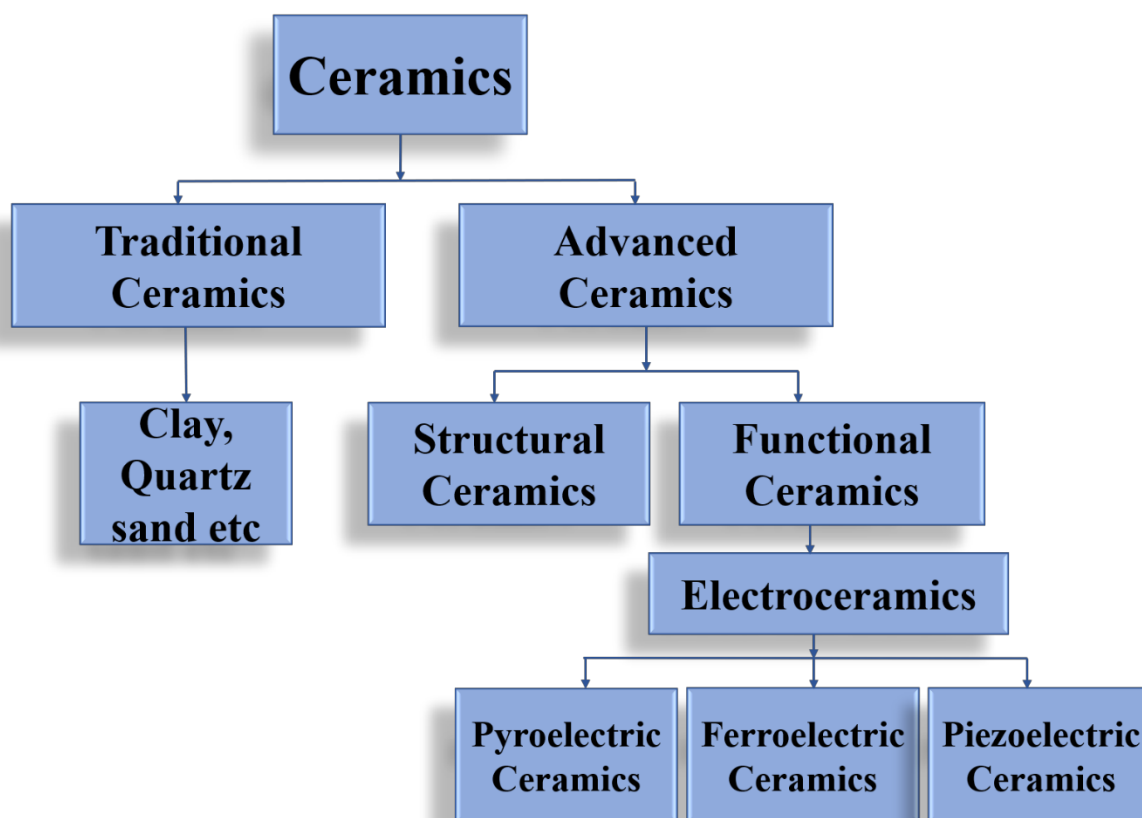 Ceramics
Traditional
Ceramics
Advanced
Ceramics
Clay,
Quartz
sand etc
Structural
Ceramics
Functional
Ceramics
Electroceramics
Pyroelectric
Ceramics
Ferroelectric
Ceramics
Piezoelectric
Ceramics